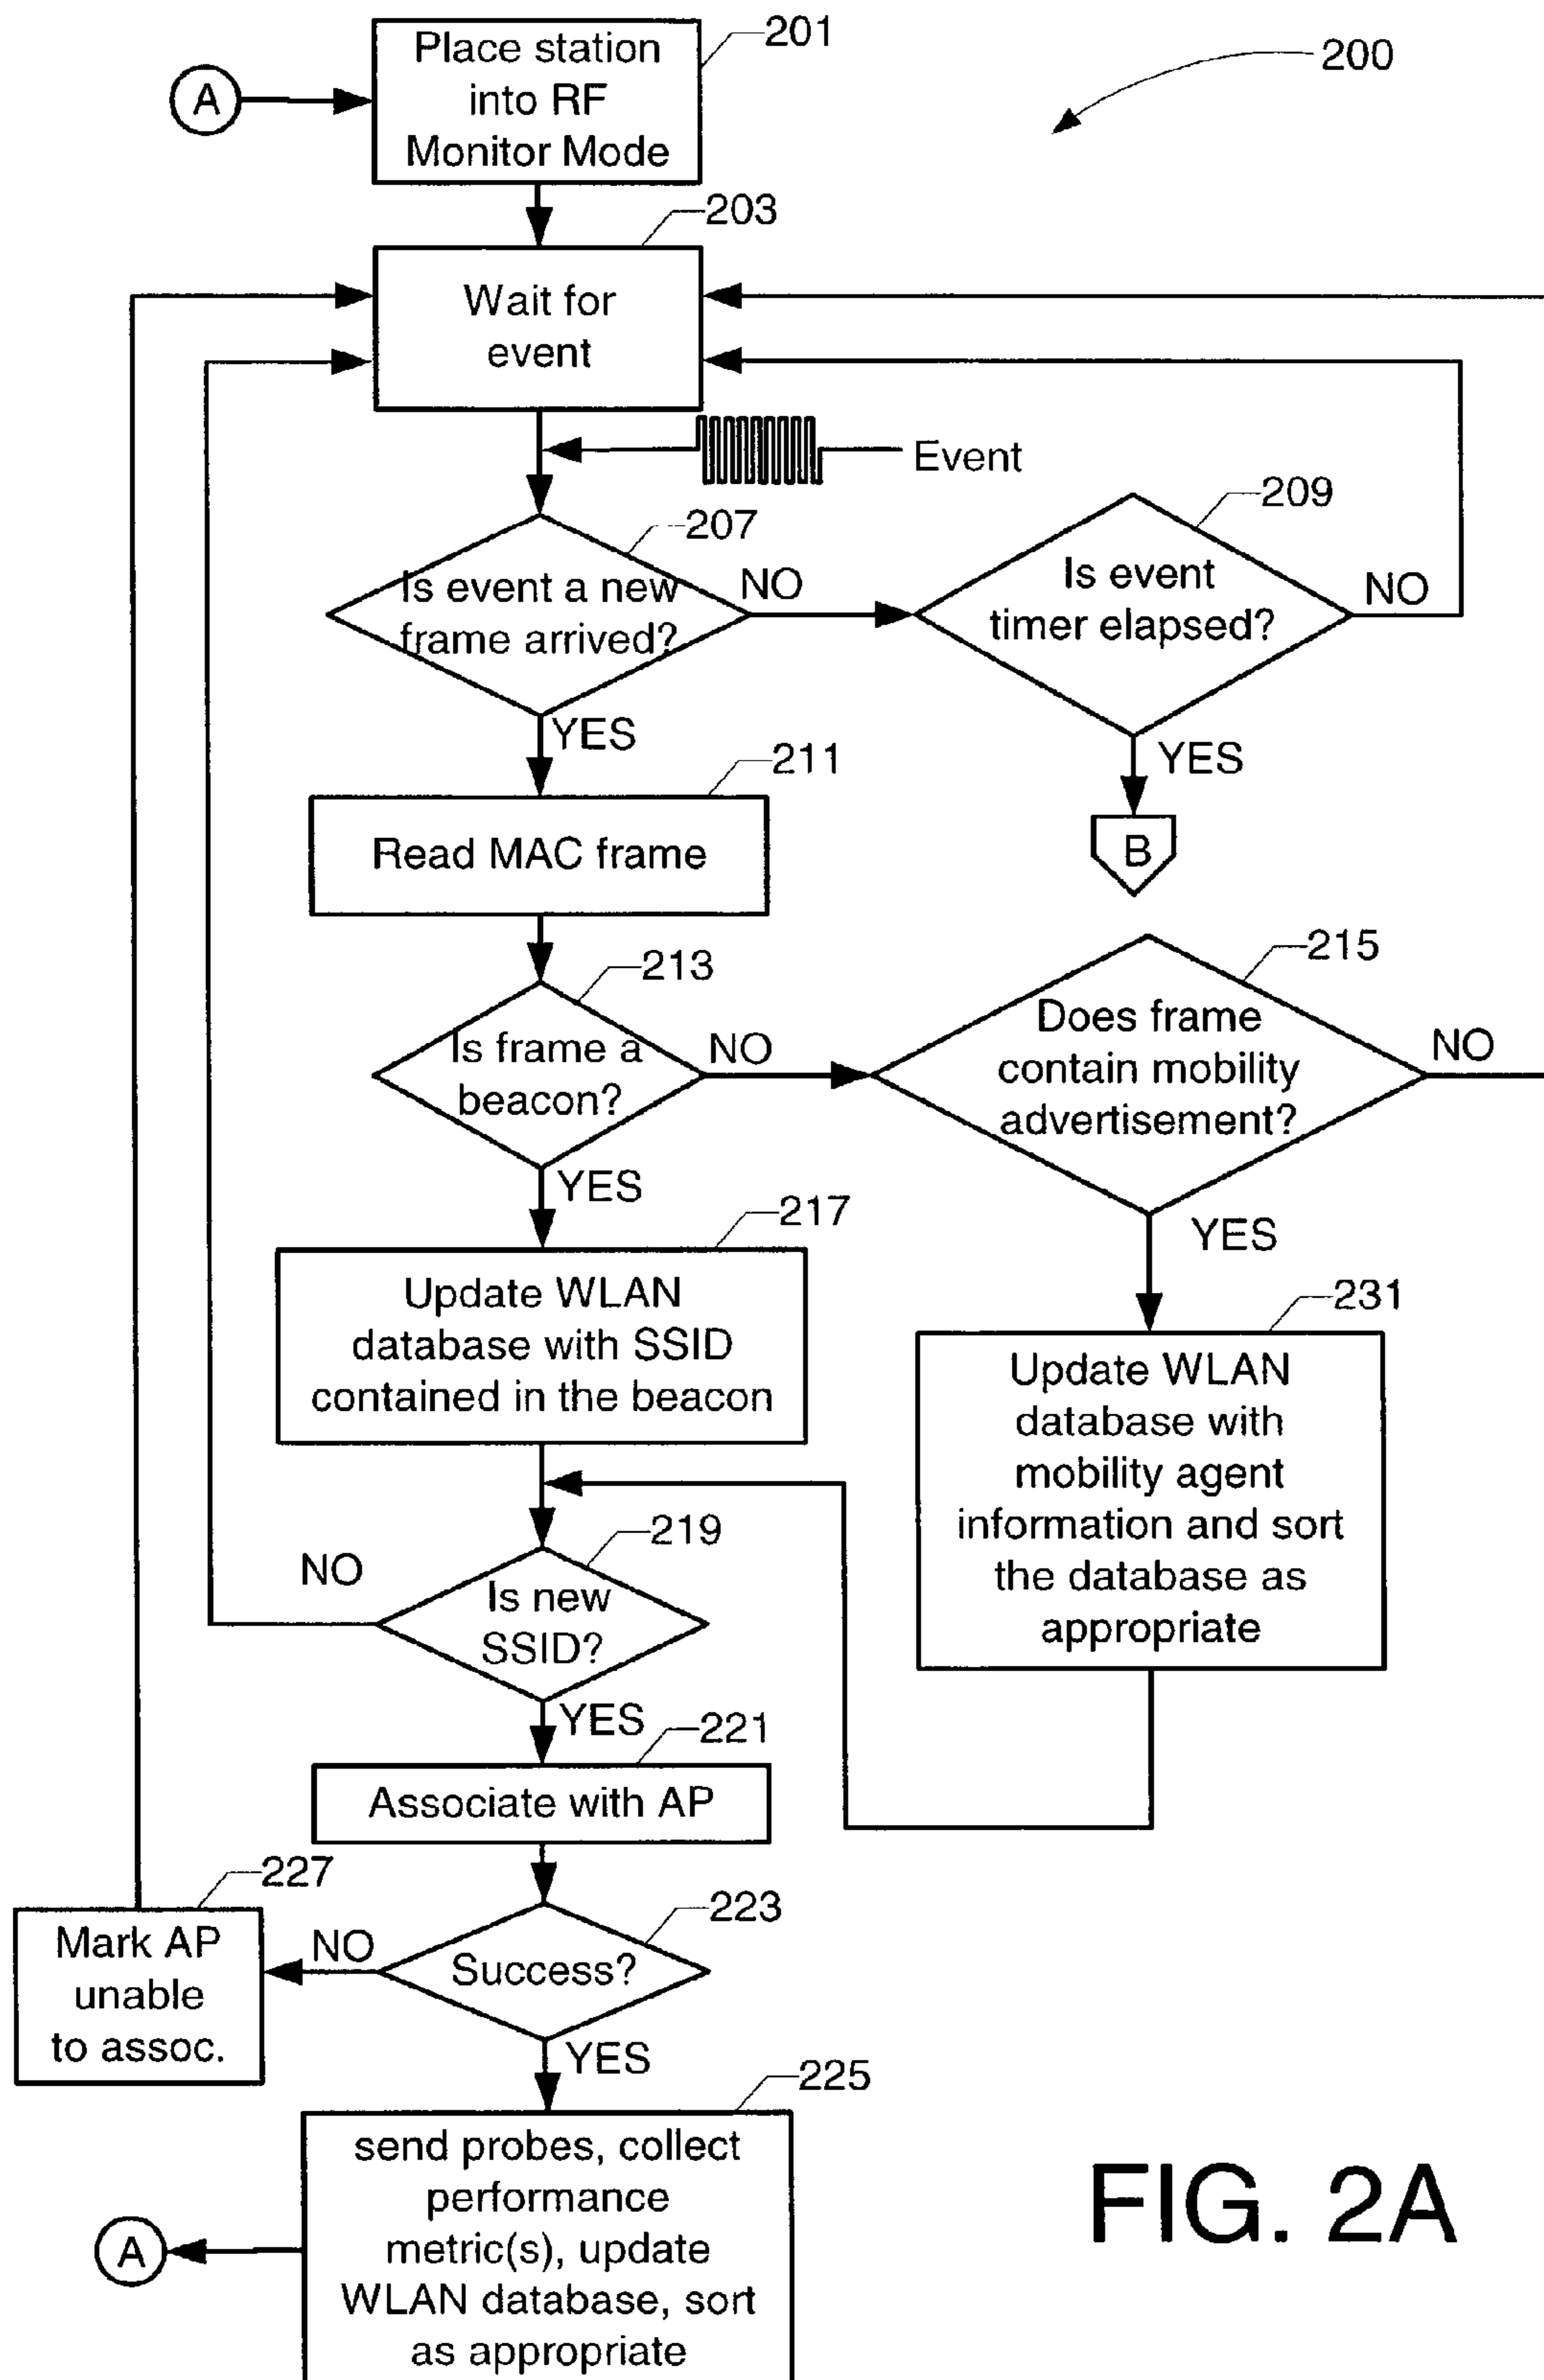 201
Place station
into RF
Monitor Mode
A
200
203
Wait for
event
Event
207
Is event a new
frame arrived?
NO
209
Is event
timer elapsed?
NO
YES
YES
B
211
Read MAC frame
213
Is frame a
beacon?
NO
215
Does frame
contain mobility
advertisement?
NO
YES
YES
217
Update WLAN
database with SSID
contained in the beacon
231
Update WLAN
database with
mobility agent
information and sort
the database as
appropriate
219
Is new
SSID?
NO
YES
221
Associate with AP
223
Success?
NO
227
Mark AP
unable
to assoc.
YES
225
send probes, collect
performance
metric(s), update
WLAN database, sort
as appropriate
A
FIG. 2A